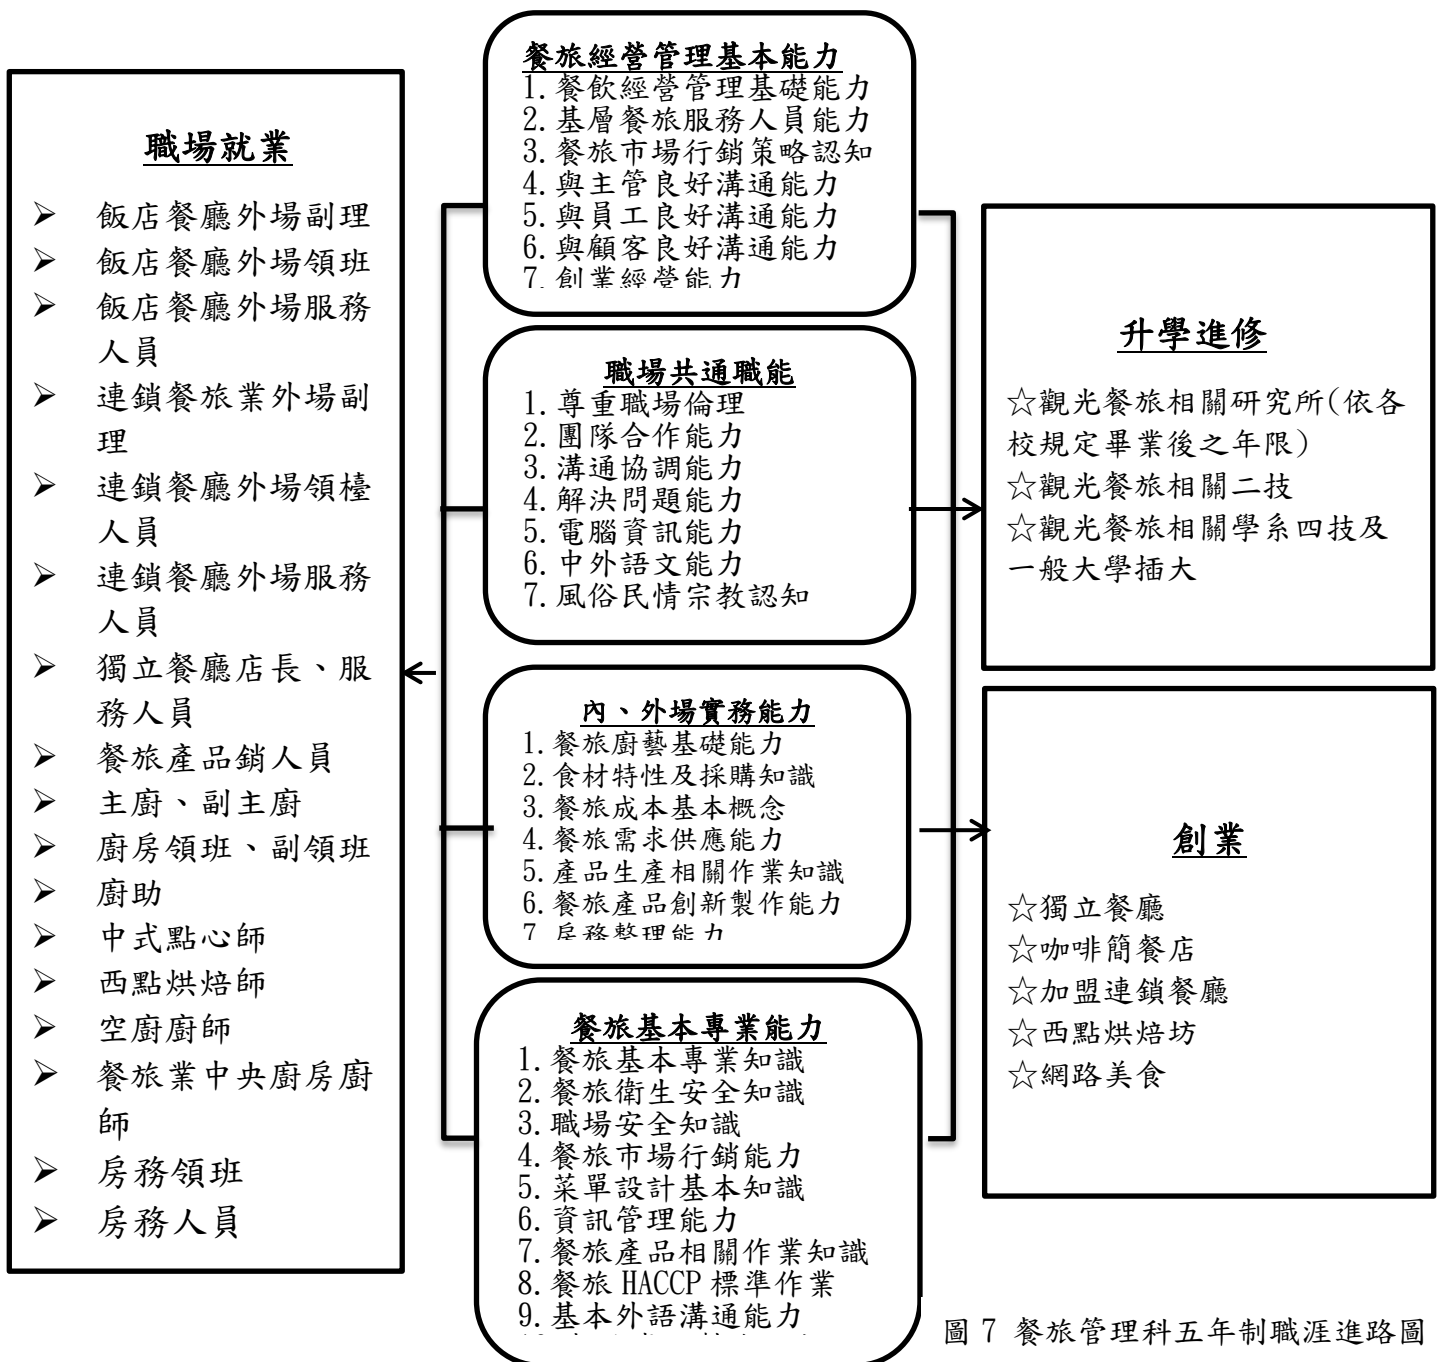 職場就業
➢ 飯店餐廳外場副理
➢ 飯店餐廳外場領班
➢ 飯店餐廳外場服務
人員
➢ 連鎖餐旅業外場副
理
➢ 連鎖餐廳外場領檯
人員
➢ 連鎖餐廳外場服務
人員
➢ 獨立餐廳店長、服
務人員
➢ 餐旅產品銷人員
➢ 主廚、副主廚
➢ 廚房領班、副領班
➢ 廚助
➢ 中式點心師
➢ 西點烘焙師
➢ 空廚廚師
➢ 餐旅業中央廚房廚
師
➢ 房務領班
➢ 房務人員
餐旅經營管理基本能力
1.餐飲經營管理基礎能力
2.基層餐旅服務人員能力
3.餐旅市場行銷策略認知
4.與主管良好溝通能力
5.與員工良好溝通能力
6.與顧客良好溝通能力
7.創業經營能力
職場共通職能
1.尊重職場倫理
2.團隊合作能力
3.溝通協調能力
4.解決問題能力
5.電腦資訊能力
6.中外語文能力
7.風俗民情宗教認知
內、外場實務能力
1.餐旅廚藝基礎能力
2.食材特性及採購知識
3.餐旅成本基本概念
4.餐旅需求供應能力
5.產品生產相關作業知識
6.餐旅產品創新製作能力
7.房務整理能力
餐旅基本專業能力
1.餐旅基本專業知識
2.餐旅衛生安全知識
3.職場安全知識
4.餐旅市場行銷能力
5.菜單設計基本知識
6.資訊管理能力
7.餐旅產品相關作業知識
8.餐旅 HACCP 標準作業
9.基本外語溝通能力
升學進修
☆觀光餐旅相關研究所(依各
校規定畢業後之年限)
☆觀光餐旅相關二技
☆觀光餐旅相關學系四技及
一般大學插大
創業
☆獨立餐廳
☆咖啡簡餐店
☆加盟連鎖餐廳
☆西點烘焙坊
☆網路美食
圖 7 餐旅管理科五年制職涯進路圖